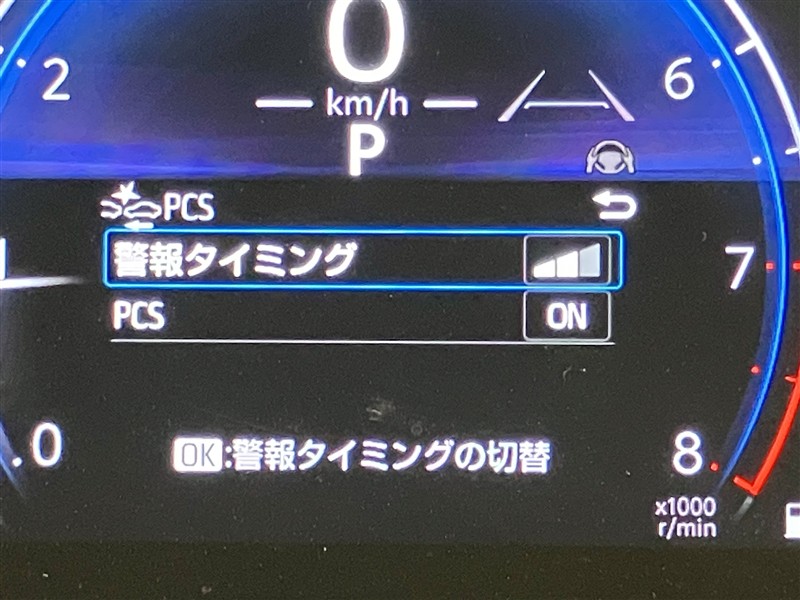 0
2
6
km/h
P
PCS
警報タイミング
7
PCS
ON
0
OK:警報タイミングの切替
8
x1000
r/min